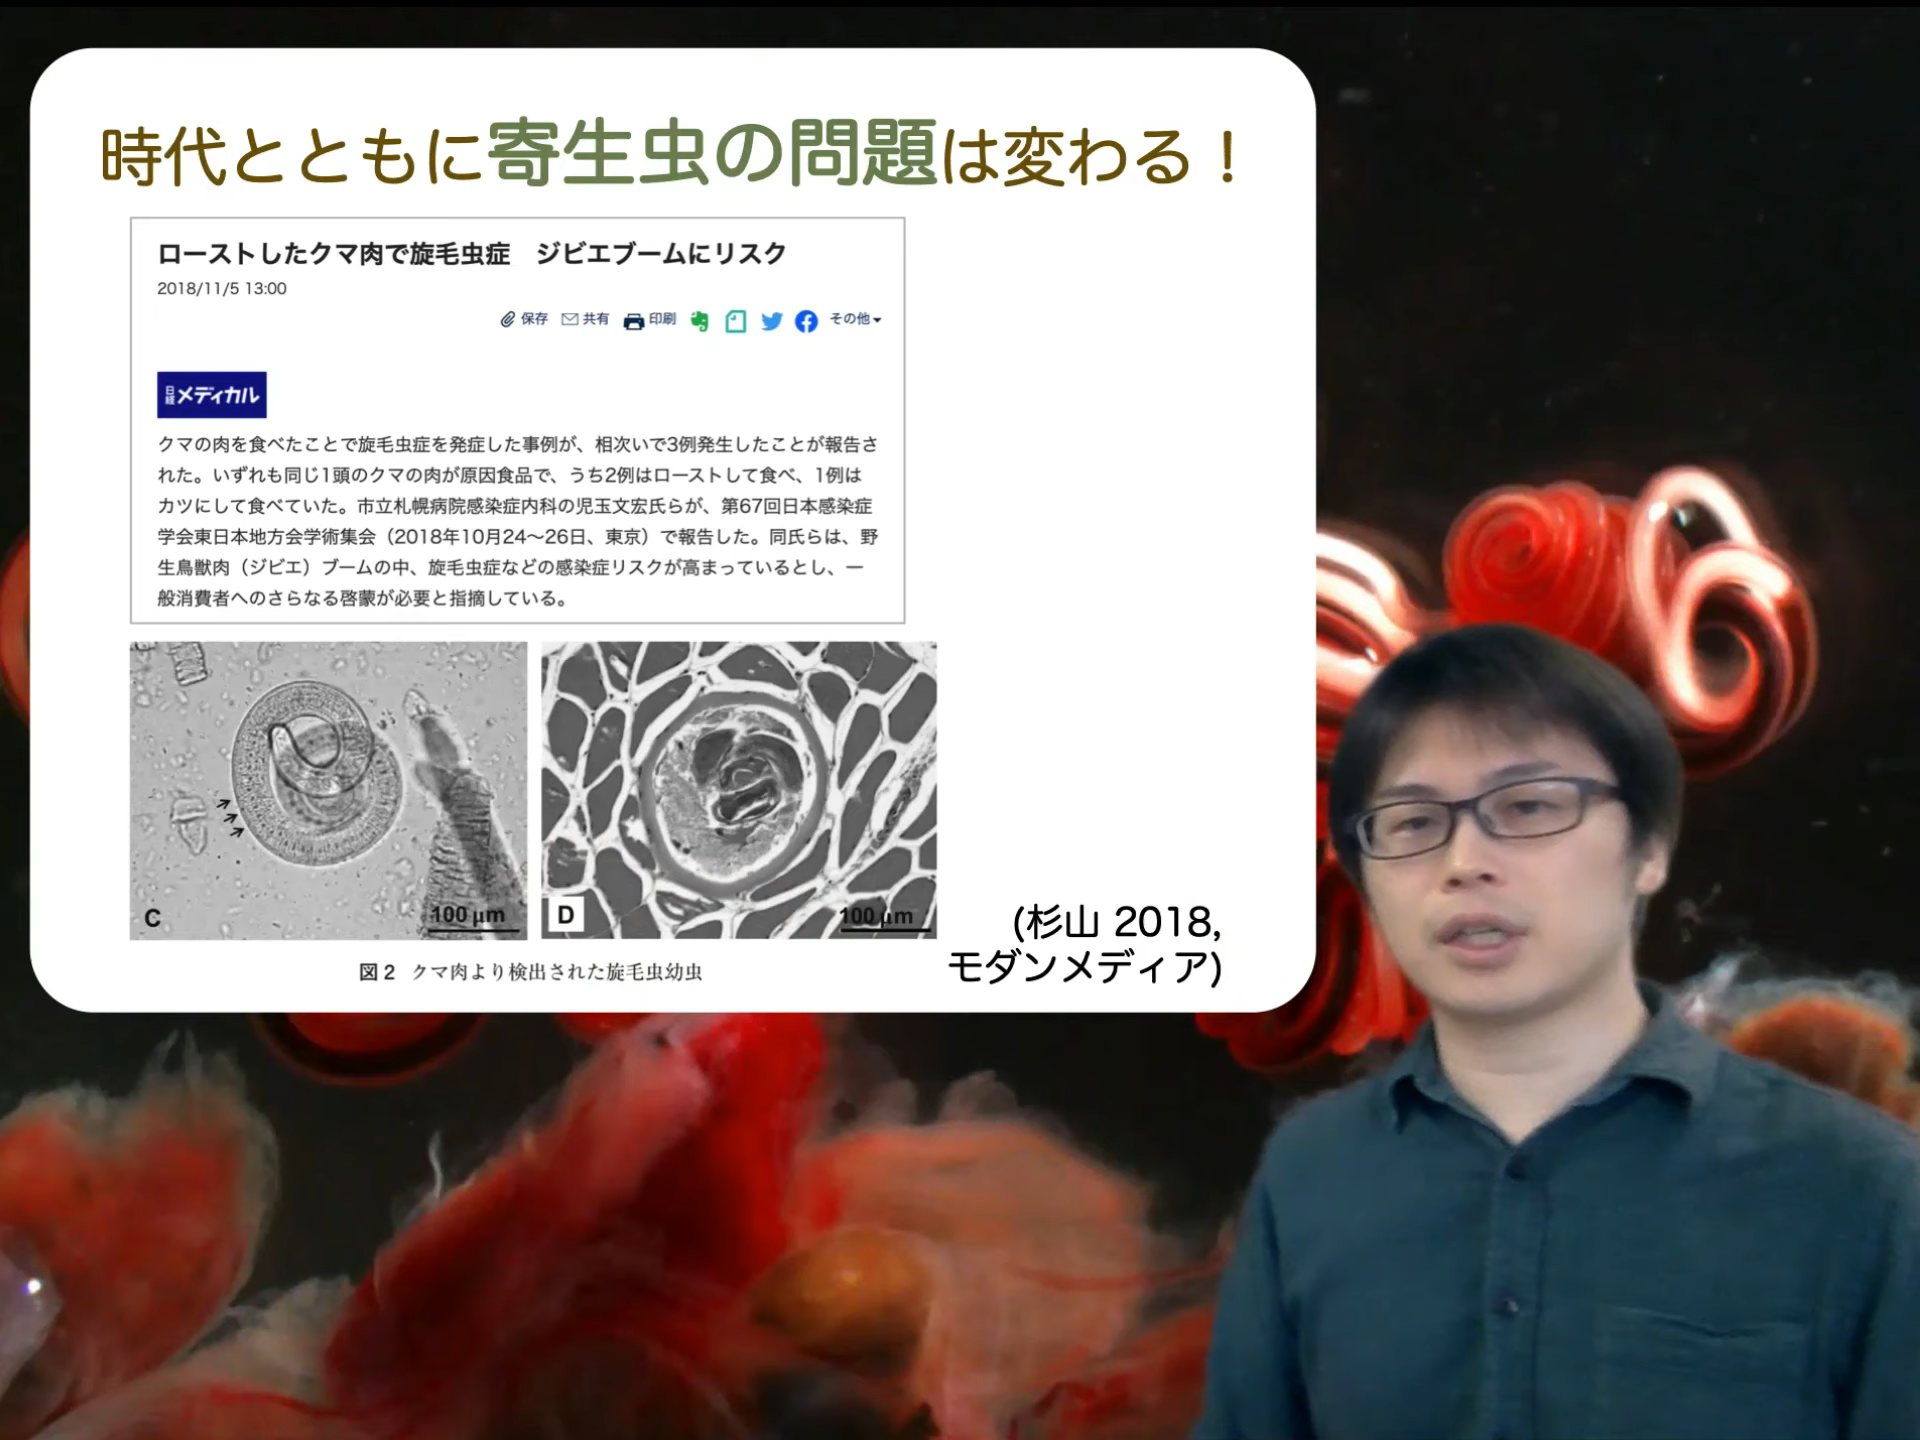 時代とともに寄生虫の問題は変わる！
ローストしたクマ肉で旋毛虫症　ジビエブームにリスク
2018/11/5 13:00
保存 共有 印刷 その他
日経メディカル
クマの肉を食べたことで旋毛虫症を発症した事例が、相次いで3例発生したことが報告さ
れた。いずれも同じ1頭のクマの肉が原因食品で、うち2例はローストして食べ、1例は
カツにして食べていた。市立札幌病院感染症内科の児玉文宏氏らが、第67回日本感染症
学会東日本地方会学術集会（2018年10月24～26日、東京）で報告した。同氏らは、野
生鳥獣肉（ジビエ）ブームの中、旋毛虫症などの感染症リスクが高まっているとし、一
般消費者へのさらなる啓蒙が必要と指摘している。
C 100 µm
D 100 µm
図2 クマ肉より検出された旋毛虫幼虫
(杉山 2018,
モダンメディア)